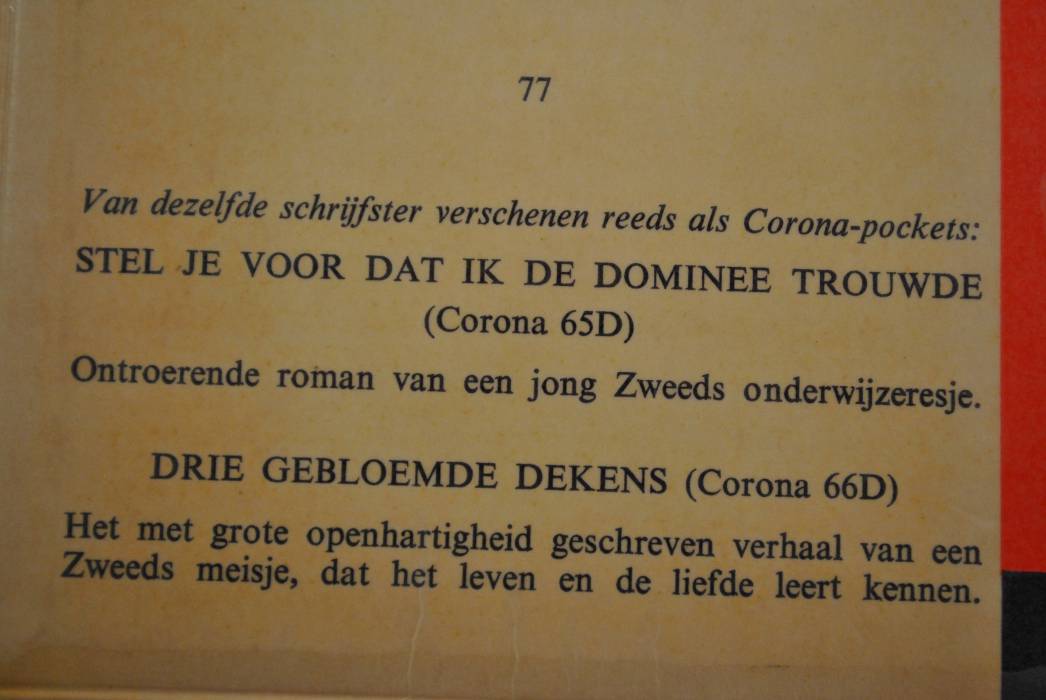 77
Van dezelfde schrijfster verschenen reeds als Corona-pockets:
STEL JE VOOR DAT IK DE DOMINEE TROUWDE
(Corona 65D)
Ontroerende roman van een jong Zweeds onderwijzeresje.
DRIE GEBLOEMDE DEKENS (Corona 66D)
Het met grote openhartigheid geschreven verhaal van een
Zweeds meisje, dat het leven en de liefde leert kennen.